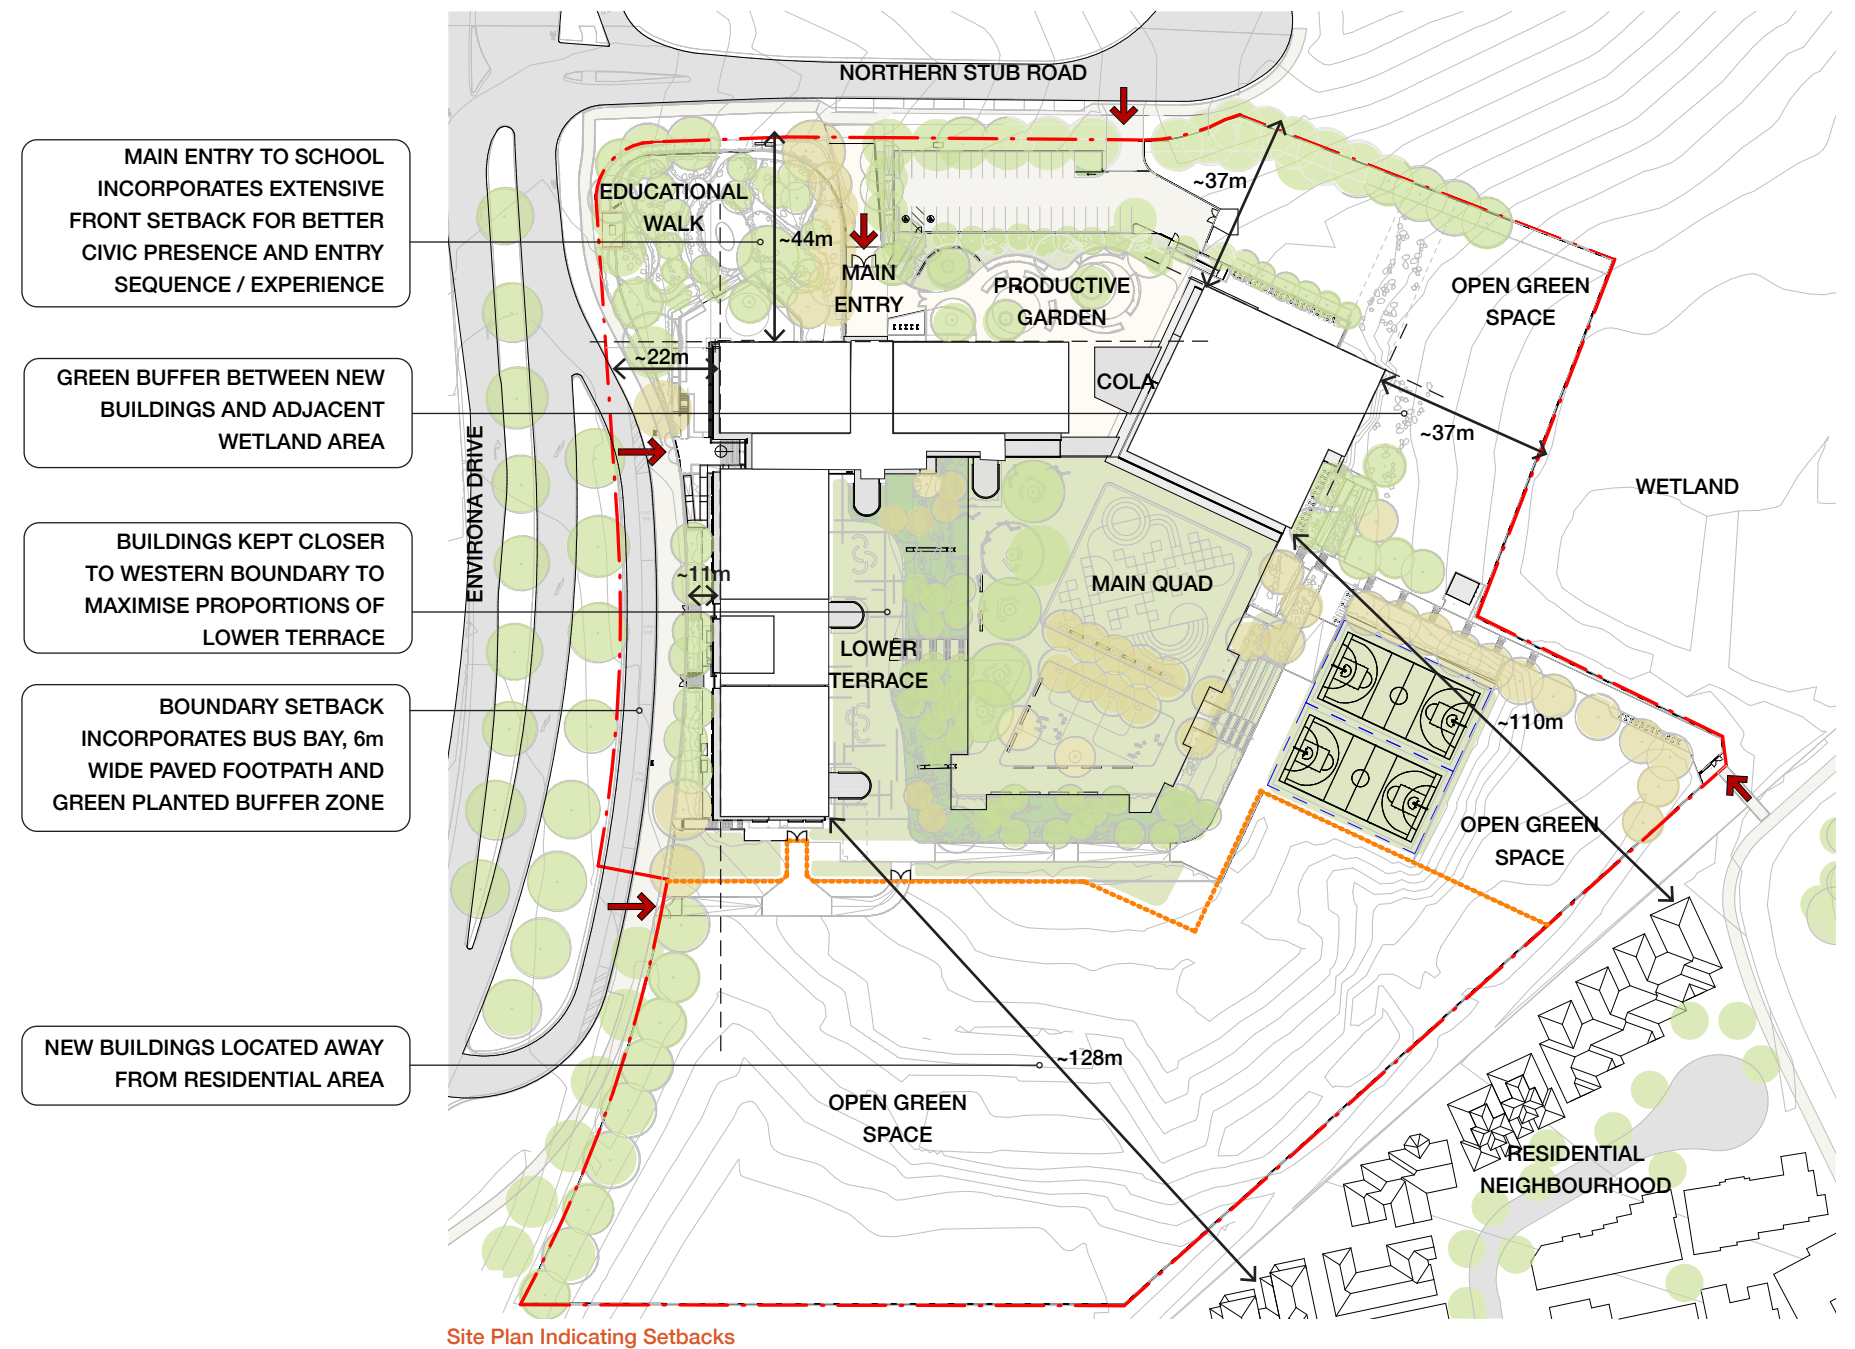 NORTHERN STUB ROAD
MAIN ENTRY TO SCHOOL
INCORPORATES EXTENSIVE
FRONT SETBACK FOR BETTER
CIVIC PRESENCE AND ENTRY
SEQUENCE / EXPERIENCE
GREEN BUFFER BETWEEN NEW
BUILDINGS AND ADJACENT
WETLAND AREA
BUILDINGS KEPT CLOSER
TO WESTERN BOUNDARY TO
MAXIMISE PROPORTIONS OF
LOWER TERRACE
BOUNDARY SETBACK
INCORPORATES BUS BAY, 6m
WIDE PAVED FOOTPATH AND
GREEN PLANTED BUFFER ZONE
NEW BUILDINGS LOCATED AWAY
FROM RESIDENTIAL AREA
ENVIRONA DRIVE
EDUCATIONAL
WALK
~44m
MAIN
ENTRY
PRODUCTIVE
GARDEN
~37m
OPEN GREEN
SPACE
~22m
COLA
~37m
WETLAND
~11m
MAIN QUAD
LOWER
TERRACE
~110m
OPEN GREEN
SPACE
~128m
OPEN GREEN
SPACE
RESIDENTIAL
NEIGHBOURHOOD
Site Plan Indicating Setbacks